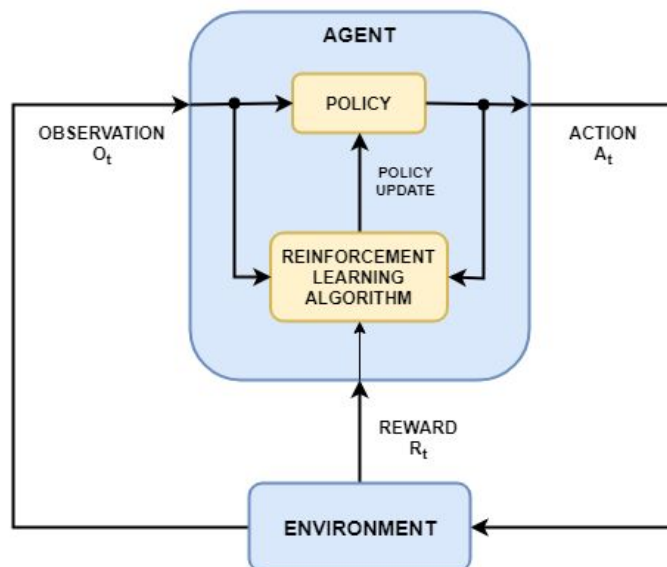 AGENT
POLICY
OBSERVATION
Oₜ
ACTION
Aₜ
POLICY
UPDATE
REINFORCEMENT
LEARNING
ALGORITHM
REWARD
Rₜ
ENVIRONMENT